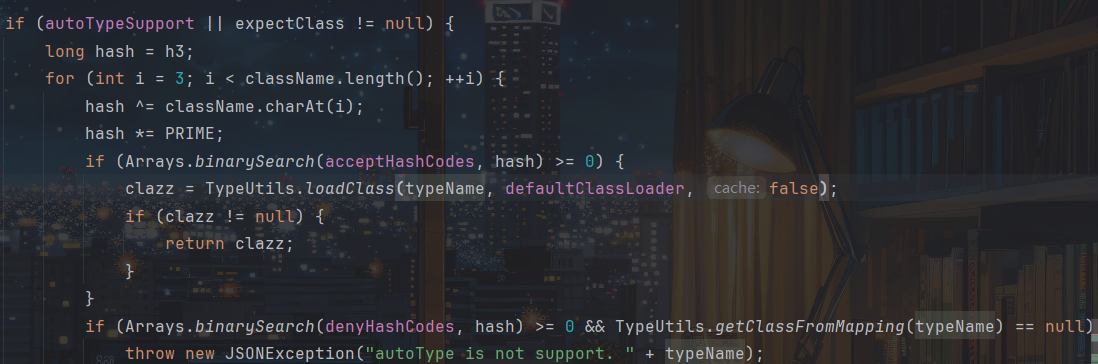 if (autoTypeSupport || expectClass != null) {
long hash = h3;
for (int i = 3; i < className.length(); ++i) {
hash ^= className.charAt(i);
hash *= PRIME;
if (Arrays.binarySearch(acceptHashCodes, hash) >= 0) {
clazz = TypeUtils.loadClass(typeName, defaultClassLoader, cache: false);
if (clazz != null) {
return clazz;
}
}
if (Arrays.binarySearch(denyHashCodes, hash) >= 0 && TypeUtils.getClassFromMapping(typeName) == null)
throw new JSONException("autoType is not support. " + typeName);